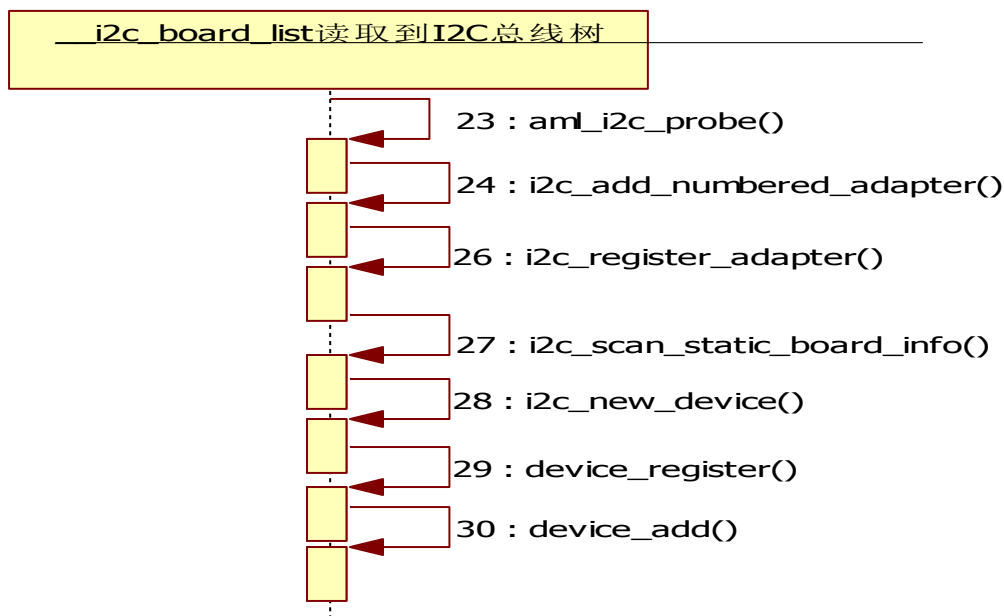 __i2c_board_list读取到I2C总线树
23 : aml_i2c_probe()
24 : i2c_add_numbered_adapter()
26 : i2c_register_adapter()
27 : i2c_scan_static_board_info()
28 : i2c_new_device()
29 : device_register()
30 : device_add()